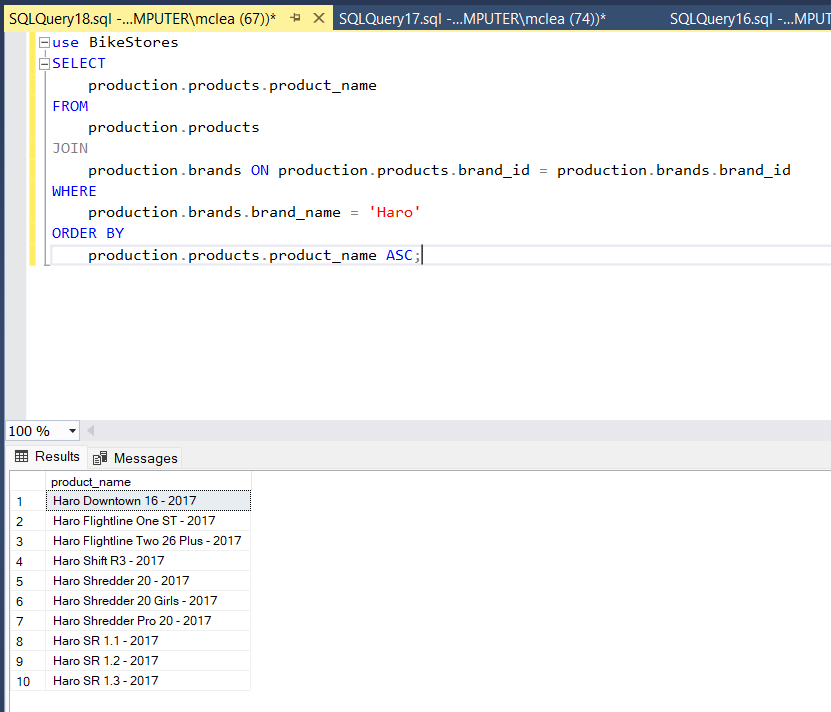 SQLQuery18.sql -...MPUTER\mclea (67))* SQLQuery17.sql -...MPUTER\mclea (74))* SQLQuery16.sql -...MPUT
use BikeStores
SELECT
production.products.product_name
FROM
production.products
JOIN
production.brands ON production.products.brand_id = production.brands.brand_id
WHERE
production.brands.brand_name = 'Haro'
ORDER BY
production.products.product_name ASC;
100 %
Results Messages
product_name
1 Haro Downtown 16 - 2017
2 Haro Flightline One ST - 2017
3 Haro Flightline Two 26 Plus - 2017
4 Haro Shift R3 - 2017
5 Haro Shredder 20 - 2017
6 Haro Shredder 20 Girls - 2017
7 Haro Shredder Pro 20 - 2017
8 Haro SR 1.1 - 2017
9 Haro SR 1.2 - 2017
10 Haro SR 1.3 - 2017